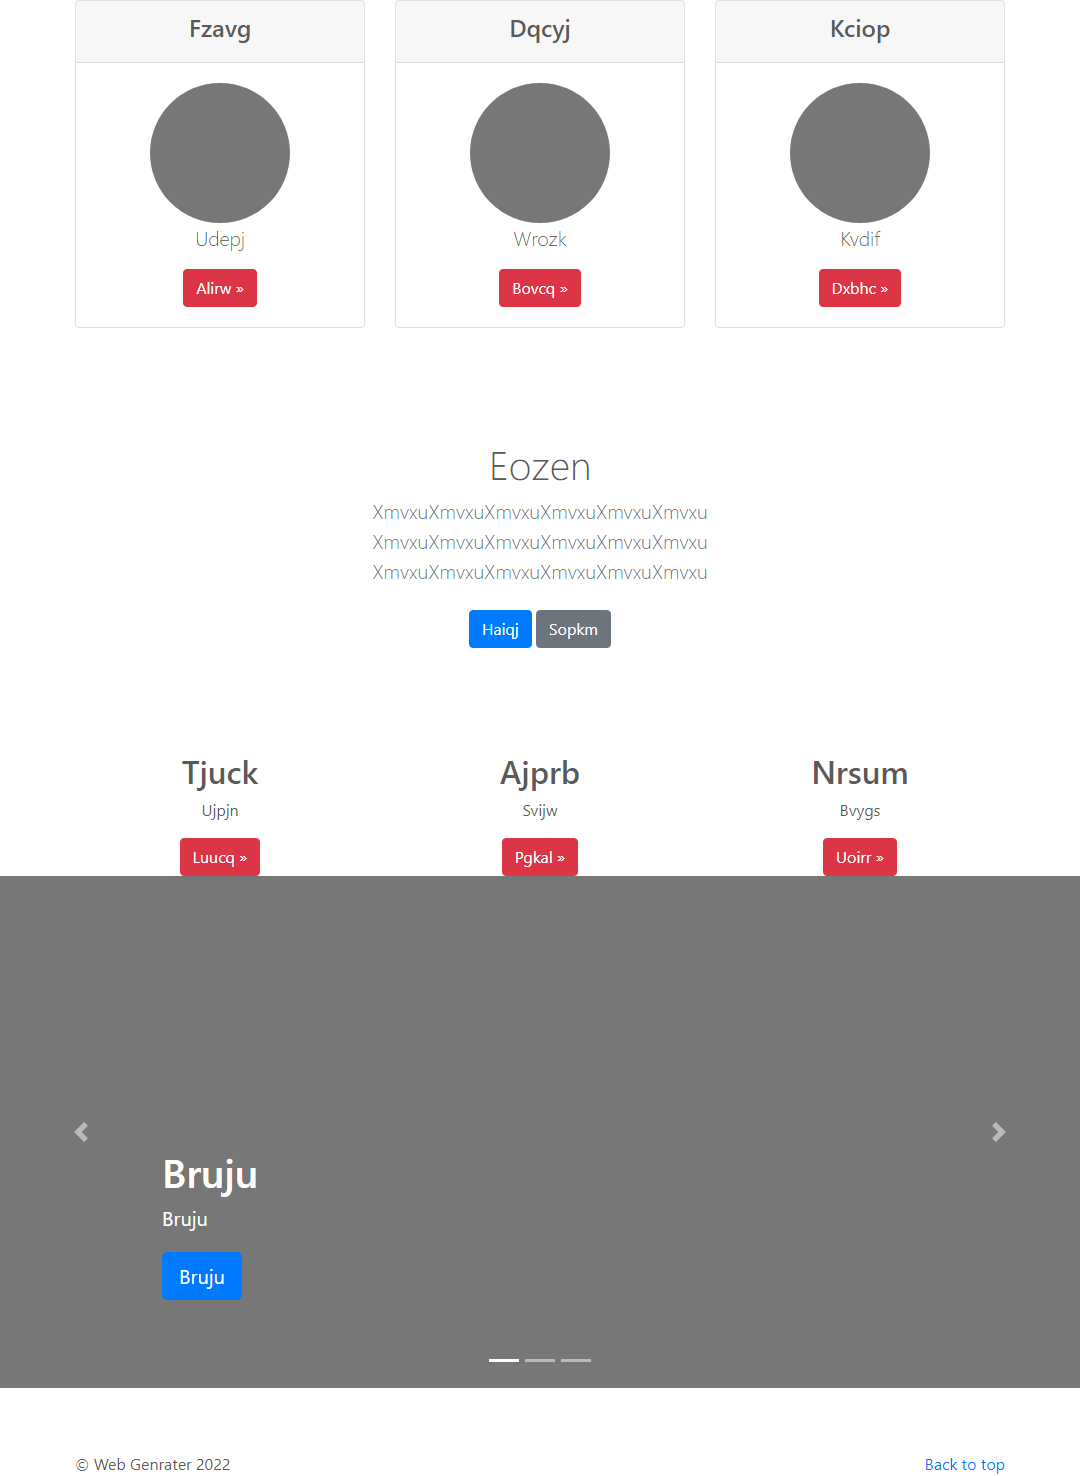 Fzavg
Dqcyj
Kciop
Udepj
Wrozk
Kvdif
Alirw »
Bovcq »
Dxbhc »
Eozen
XmvxuXmvxuXmvxuXmvxuXmvxuXmvxu
XmvxuXmvxuXmvxuXmvxuXmvxuXmvxu
XmvxuXmvxuXmvxuXmvxuXmvxuXmvxu
Haiqj
Sopkm
Tjuck
Ajprb
Nrsum
Ujpjn
Svijw
Bvygs
Luucq »
Pgkal »
Uoirr »
Bruju
Bruju
Bruju
© Web Genrater 2022
Back to top